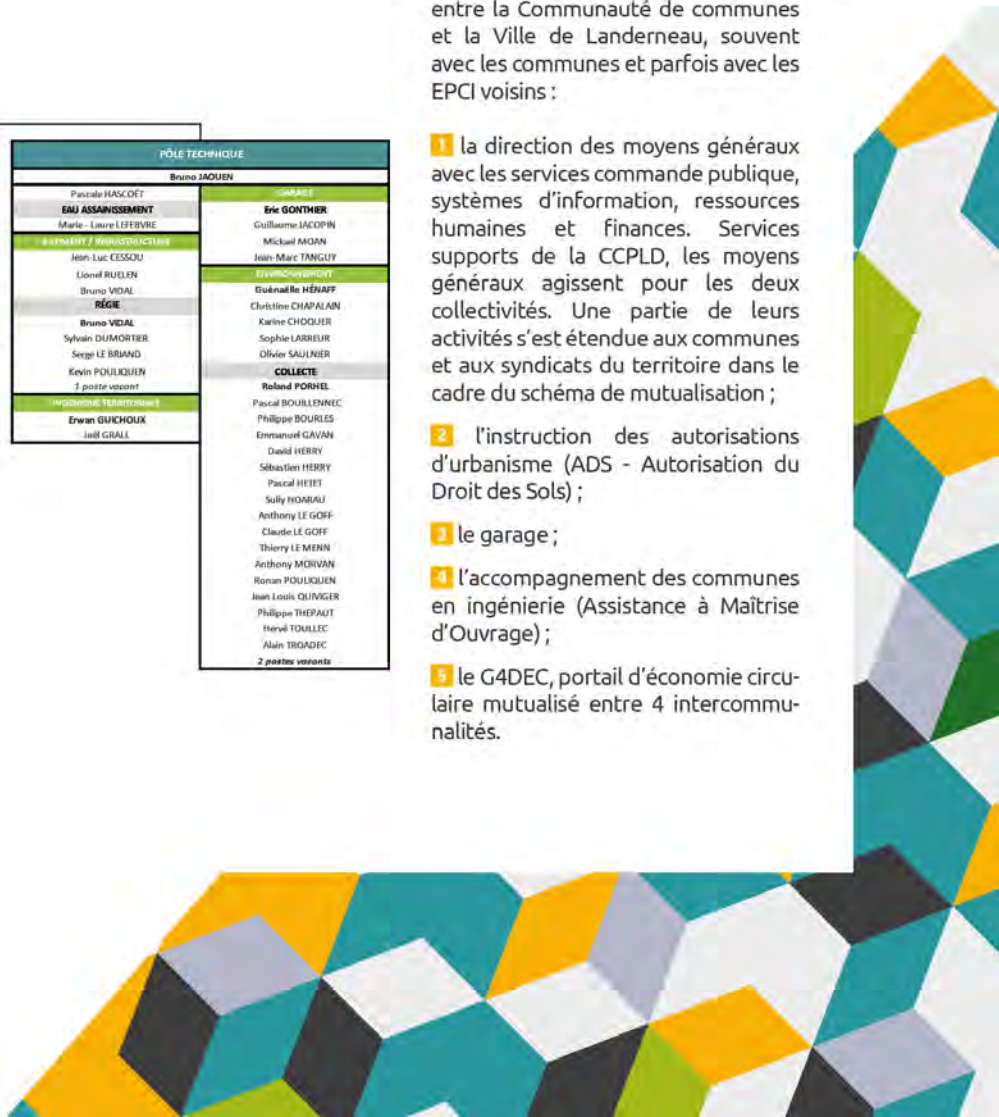 PÔLE TECHNIQUE
Bruno JAOUEN
Pascale HASCOËT
EAU ASSAINISSEMENT
Marie - Laure LEFEBVRE
BATIMENT / INFRASTRUCTURE
Jean-Luc CESSOU
Lionel RUELEN
Bruno VIDAL
RÉGIE
Bruno VIDAL
Sylvain DUMORTIER
Serge LE BRIAND
Kevin POULIQUEN
1 poste vacant
INGENIERIE TERRITORIALE
Erwan GUICHOUX
Joël GRALL
GARAGE
Eric GONTHIER
Guillaume JACOPIN
Mickael MOAN
Jean-Marc TANGUY
ENVIRONNEMENT
Guénaëlle HÉNAFF
Christine CHAPALAIN
Karine CHOQUER
Sophie LARREUR
Olivier SAULNIER
COLLECTE
Roland PORHEL
Pascal BOUILLENNEC
Philippe BOURLES
Emmanuel GAVAN
David HERRY
Sébastien HERRY
Pascal HETET
Sully HOARAU
Anthony LE GOFF
Claude LE GOFF
Thierry LE MENN
Anthony MORVAN
Ronan POULIQUEN
Jean Louis QUIVIGER
Philippe THEPAUT
Hervé TOULLEC
Alain TROADEC
2 postes vacants
entre la Communauté de communes
et la Ville de Landerneau, souvent
avec les communes et parfois avec les
EPCI voisins :
1 la direction des moyens généraux
avec les services commande publique,
systèmes d'information, ressources
humaines et finances. Services
supports de la CCPLD, les moyens
généraux agissent pour les deux
collectivités. Une partie de leurs
activités s'est étendue aux communes
et aux syndicats du territoire dans le
cadre du schéma de mutualisation ;
2 l'instruction des autorisations
d'urbanisme (ADS - Autorisation du
Droit des Sols) ;
3 le garage ;
4 l'accompagnement des communes
en ingénierie (Assistance à Maîtrise
d'Ouvrage) ;
5 le G4DEC, portail d'économie circu-
laire mutualisé entre 4 intercommu-
nalités.